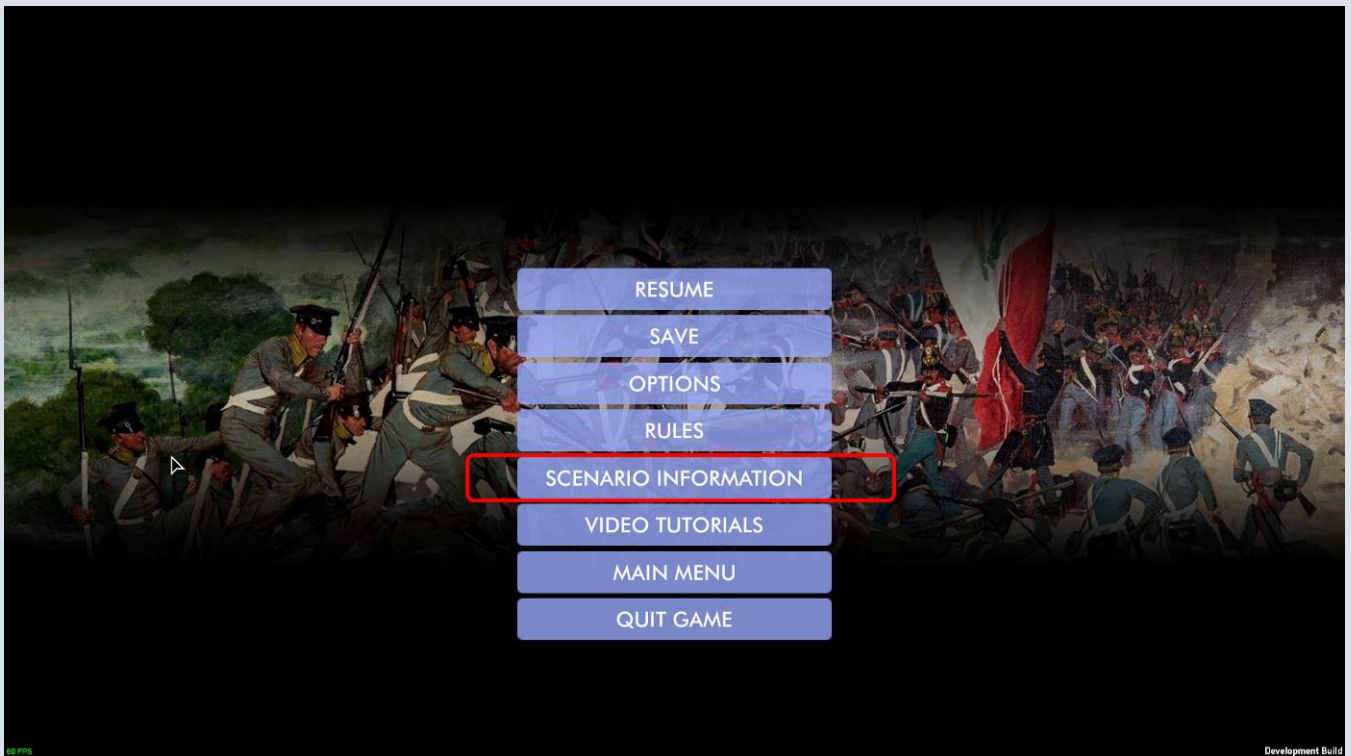 RESUME
SAVE
OPTIONS
RULES
SCENARIO INFORMATION
VIDEO TUTORIALS
MAIN MENU
QUIT GAME
60 FPS
Development Build